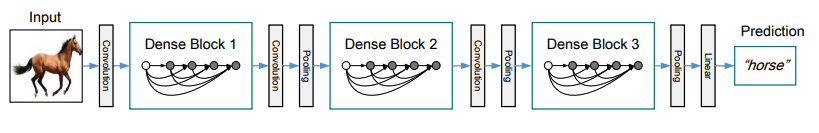 Input
Convolution
Dense Block 1
Convolution
Pooling
Dense Block 2
Convolution
Pooling
Dense Block 3
Pooling
Linear
Prediction
“horse”